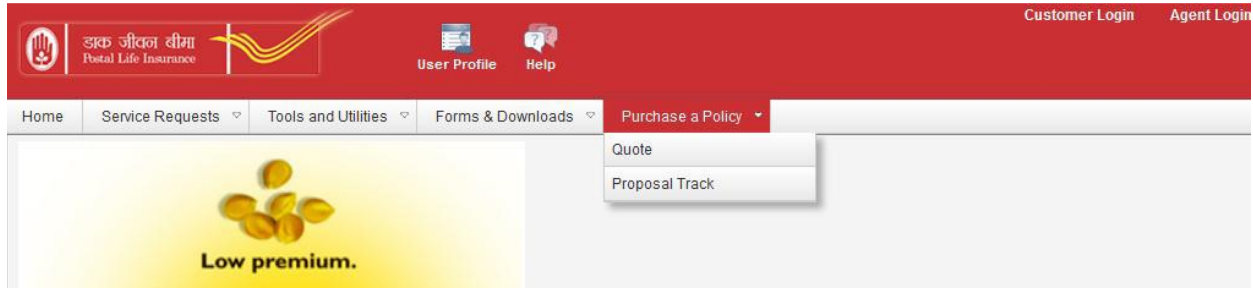 Customer Login Agent Login
डाक जीवन बीमा
Postal Life Insurance
User Profile Help
Home Service Requests Tools and Utilities Forms & Downloads Purchase a Policy
Quote
Proposal Track
Low premium.